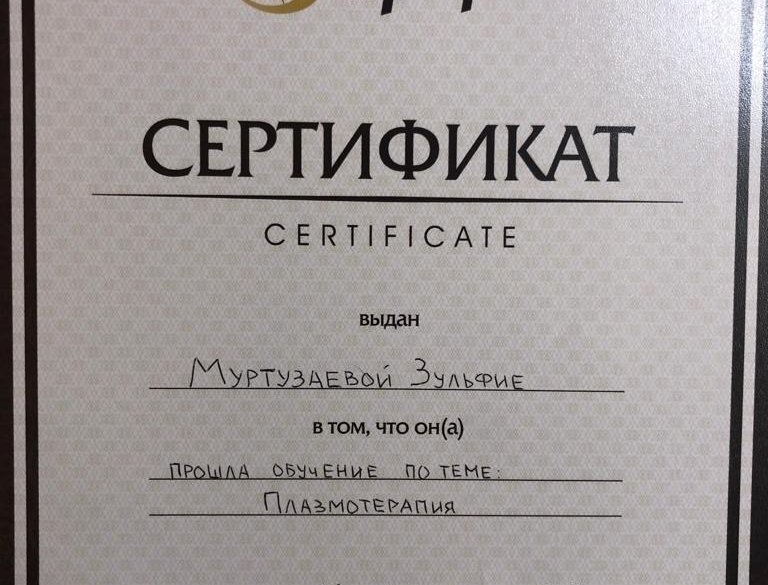 СЕРТИФИКАТ
CERTIFICATE
выдан
Муртузаевой Зульфие
в том, что он(а)
прошла обучение по теме:
Плазмотерапия